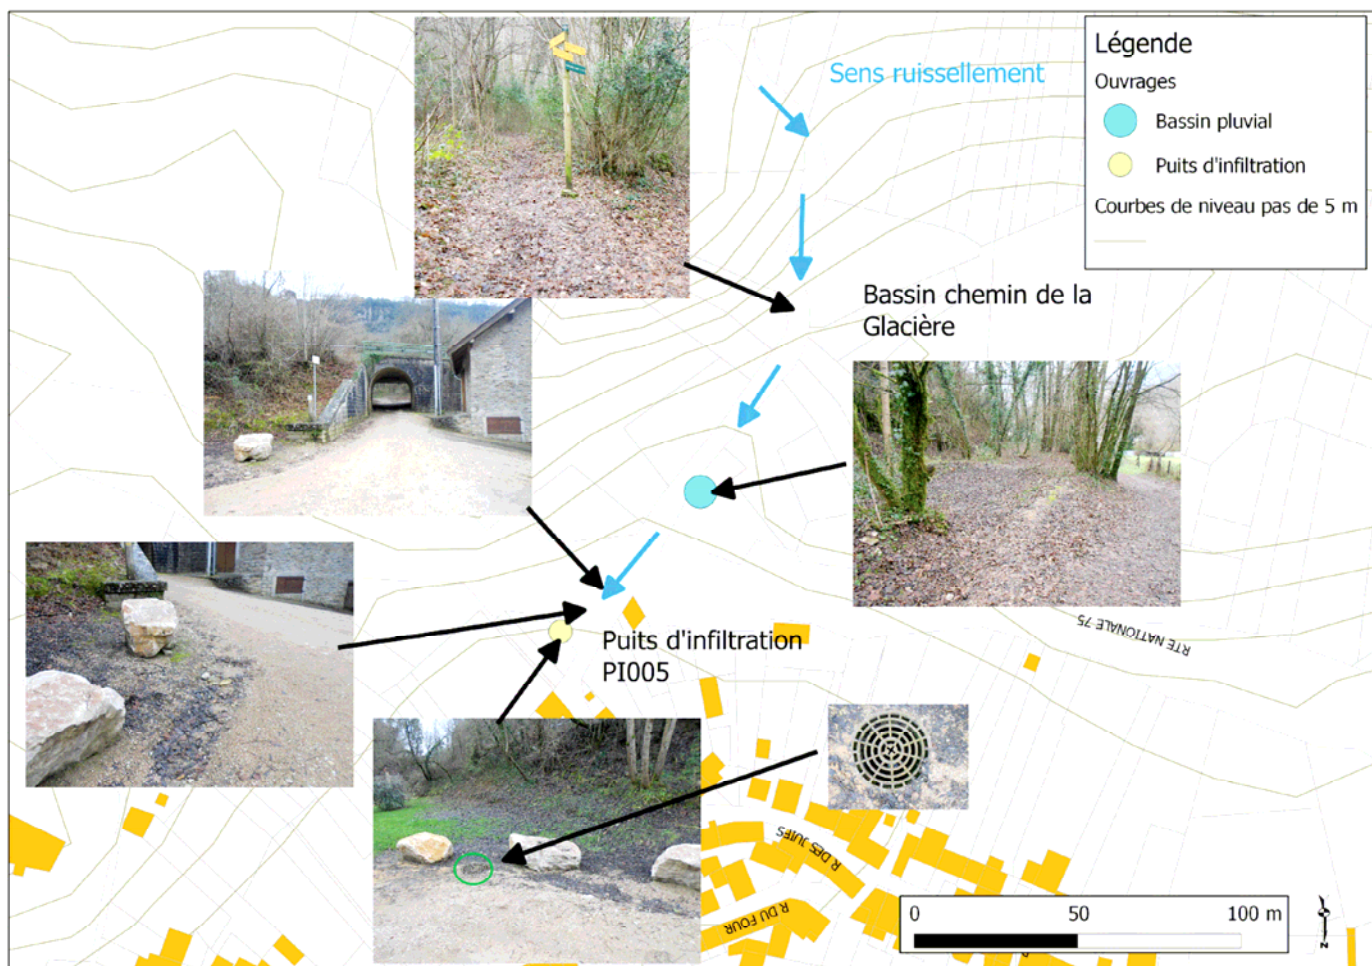 Sens ruissellement
Légende
Ouvrages
Bassin pluvial
Puits d'infiltration
Courbes de niveau pas de 5 m
Bassin chemin de la
Glacière
RTE NATIONALE 75
Puits d'infiltration
PI005
R DES JUIFS
R DU FOUR
0 50 100 m
N